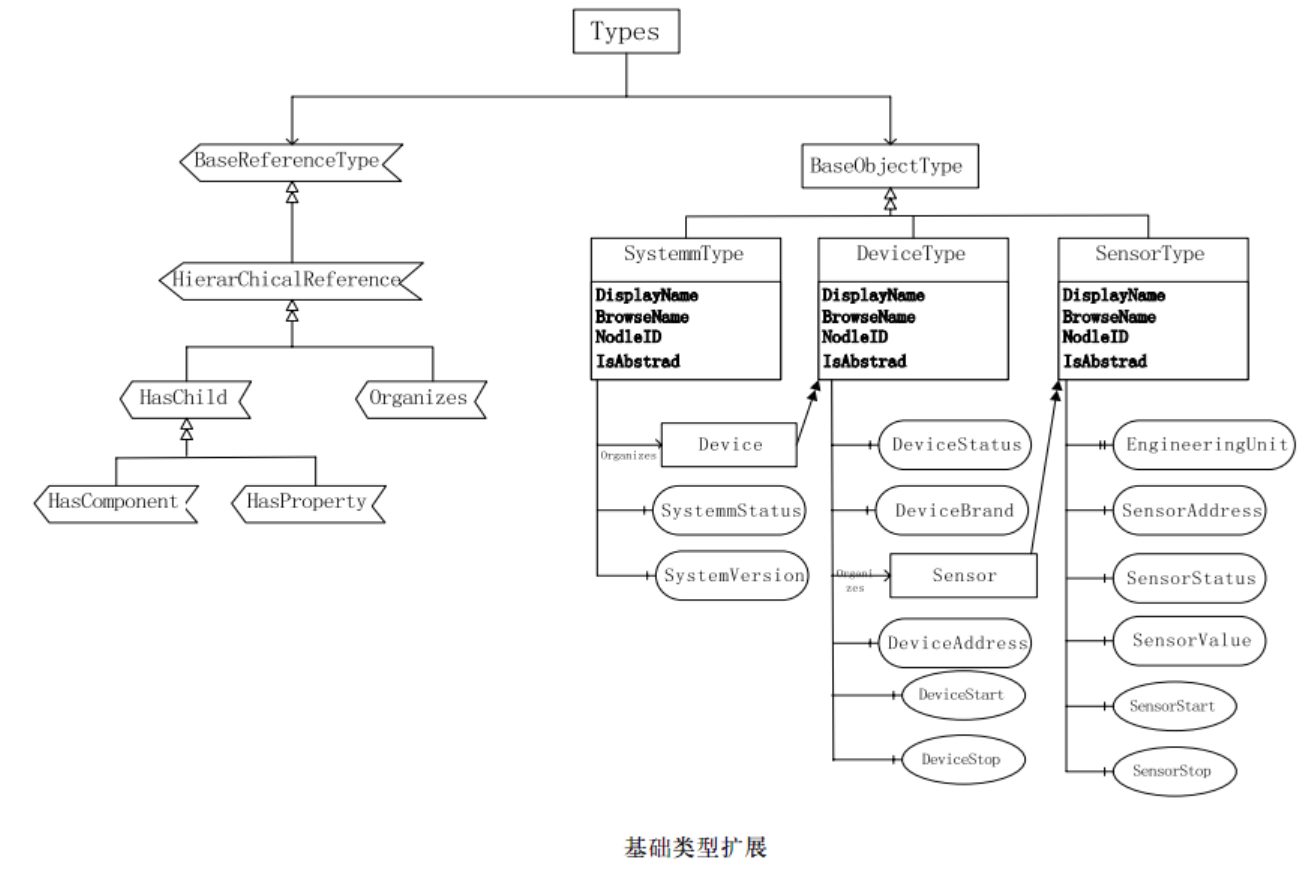 Types
BaseReferenceType
BaseObjectType
HierarChicalReference
HasChild
Organizes
HasComponent
HasProperty
SystemmType
DisplayName
BrowseName
NodleID
IsAbstrad
Organizes
Device
SystemmStatus
SystemVersion
DeviceType
DisplayName
BrowseName
NodleID
IsAbstrad
DeviceStatus
DeviceBrand
Organi
zes
Sensor
DeviceAddress
DeviceStart
DeviceStop
SensorType
DisplayName
BrowseName
NodleID
IsAbstrad
EngineeringUnit
SensorAddress
SensorStatus
SensorValue
SensorStart
SensorStop
基础类型扩展